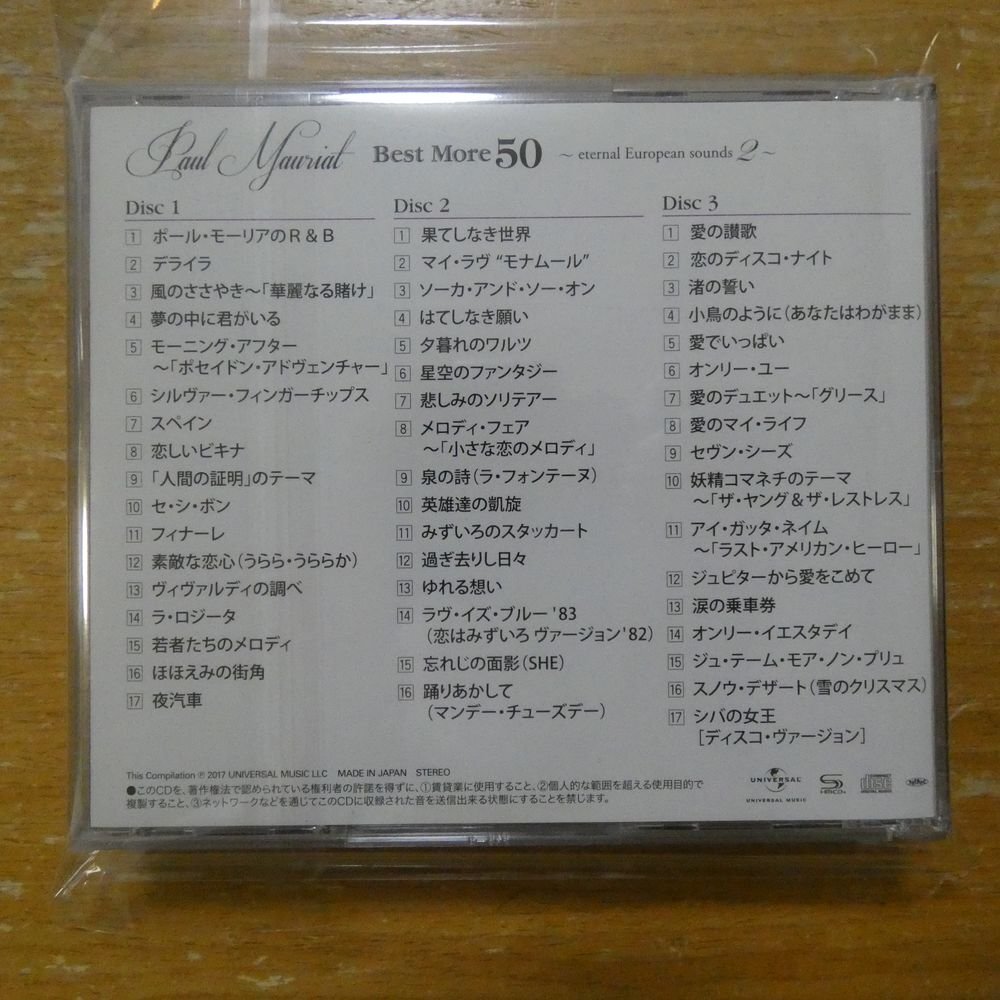 Paul Mauriat Best More 50 ～ eternal European sounds 2 ～
Disc 1
1 ポール・モーリアのR＆B
2 デライラ
3 風のささやき～「華麗なる賭け」
4 夢の中に君がいる
5 モーニング・アフター
～「ポセイドン・アドヴェンチャー」
6 シルヴァー・フィンガーチップス
7 スペイン
8 恋しいビキナ
9 「人間の証明」のテーマ
10 セ・シ・ボン
11 フィナーレ
12 素敵な恋心（うらら・うららか）
13 ヴィヴァルディの調べ
14 ラ・ロジータ
15 若者たちのメロディ
16 ほほえみの街角
17 夜汽車
Disc 2
1 果てしなき世界
2 マイ・ラヴ “モナムール”
3 ソーカ・アンド・ソー・オン
4 はてしなき願い
5 夕暮れのワルツ
6 星空のファンタジー
7 悲しみのソリテアー
8 メロディ・フェア
～「小さな恋のメロディ」
9 泉の詩（ラ・フォンテーヌ）
10 英雄達の凱旋
11 みずいろのスタッカート
12 過ぎ去りし日々
13 ゆれる想い
14 ラヴ・イズ・ブルー '83
（恋はみずいろ ヴァージョン '82）
15 忘れじの面影（SHE）
16 踊りあかして
（マンデー・チューズデー）
Disc 3
1 愛の讃歌
2 恋のディスコ・ナイト
3 渚の誓い
4 小鳥のように（あなたはわがまま）
5 愛でいっぱい
6 オンリー・ユー
7 愛のデュエット～「グリース」
8 愛のマイ・ライフ
9 セヴン・シーズ
10 妖精コマネチのテーマ
～「ザ・ヤング＆ザ・レストレス」
11 アイ・ガッタ・ネイム
～「ラスト・アメリカン・ヒーロー」
12 ジュピターから愛をこめて
13 涙の乗車券
14 オンリー・イエスタデイ
15 ジュ・テーム・モア・ノン・プリュ
16 スノウ・デザート（雪のクリスマス）
17 シバの女王
［ディスコ・ヴァージョン］
This Compilation ℗ 2017 UNIVERSAL MUSIC LLC MADE IN JAPAN STEREO
●このCDを、著作権法で認められている権利者の許諾を得ずに、①賃貸業に使用すること、②個人的な範囲を超える使用目的で
複製すること、③ネットワークなどを通じてこのCDに収録された音を送信出来る状態にすることを禁じます。
UNIVERSAL
UNIVERSAL MUSIC
SHM-CD
COMPACT disc DIGITAL AUDIO